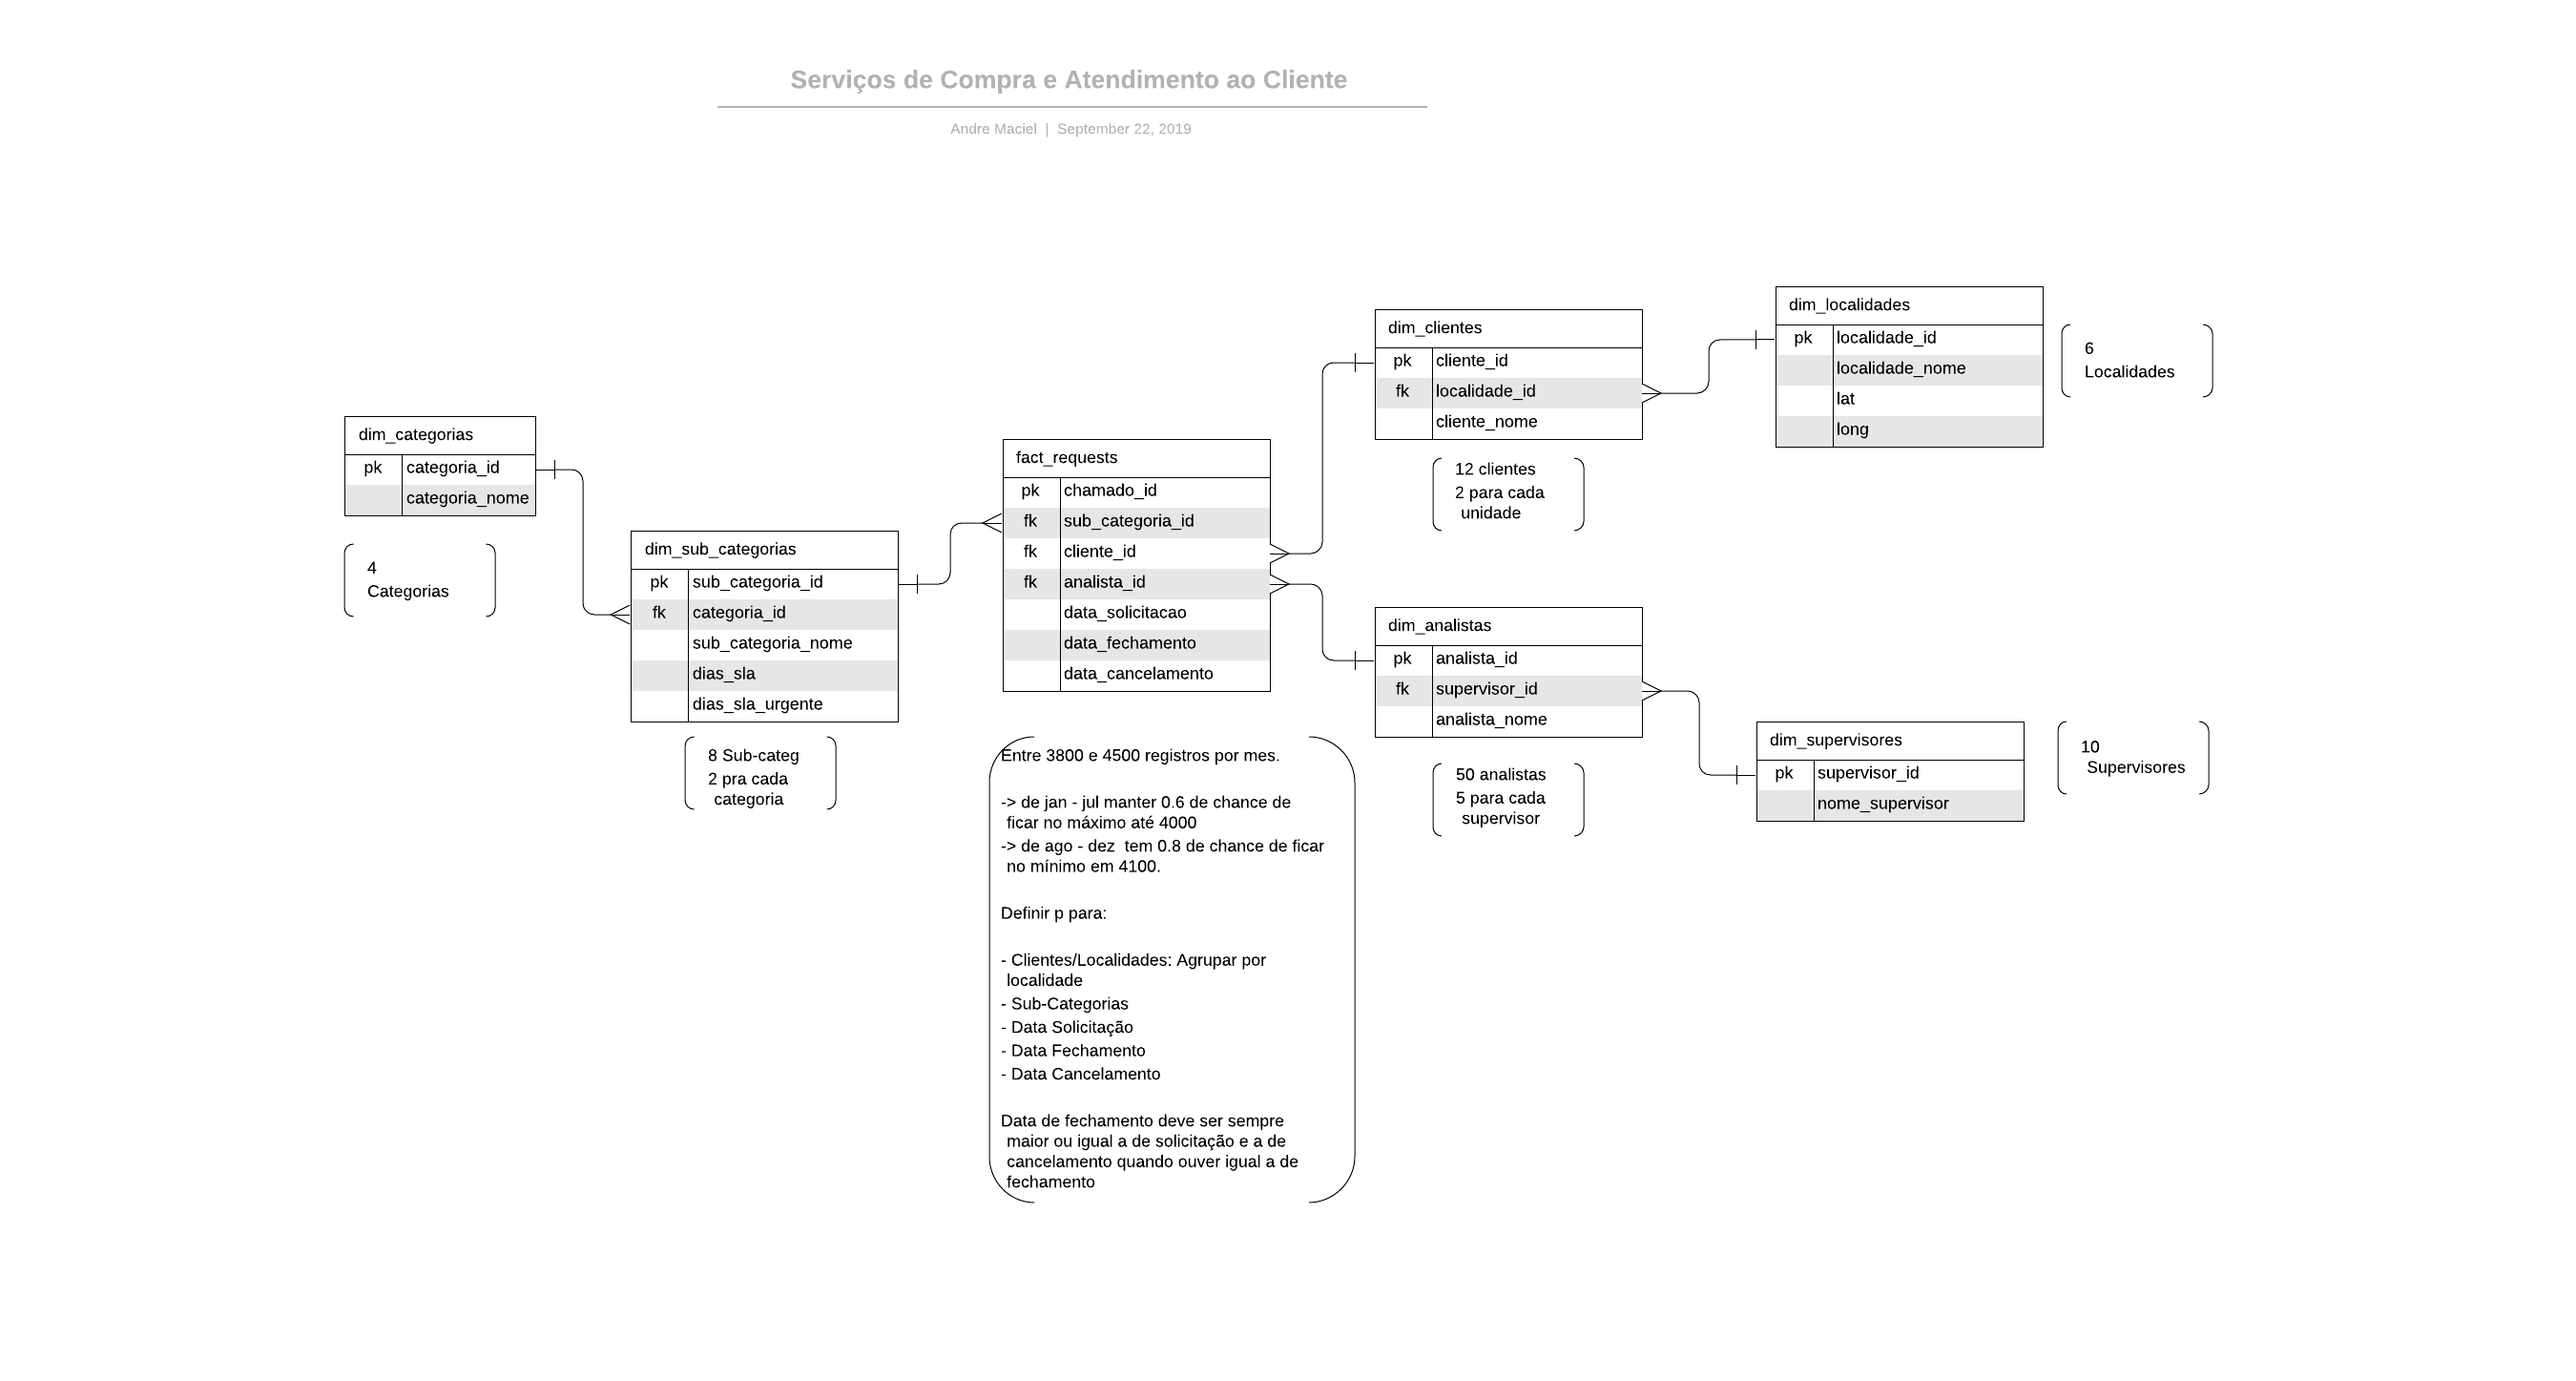 Serviços de Compra e Atendimento ao Cliente
Andre Maciel | September 22, 2019
dim_categorias
pk categoria_id
categoria_nome
4
Categorias
dim_sub_categorias
pk sub_categoria_id
fk categoria_id
sub_categoria_nome
dias_sla
dias_sla_urgente
8 Sub-categ
2 pra cada
categoria
fact_requests
pk chamado_id
fk sub_categoria_id
fk cliente_id
fk analista_id
data_solicitacao
data_fechamento
data_cancelamento
Entre 3800 e 4500 registros por mes.
-> de jan - jul manter 0.6 de chance de
ficar no máximo até 4000
-> de ago - dez  tem 0.8 de chance de ficar
no mínimo em 4100.
Definir p para:
- Clientes/Localidades: Agrupar por
localidade
- Sub-Categorias
- Data Solicitação
- Data Fechamento
- Data Cancelamento
Data de fechamento deve ser sempre
maior ou igual a de solicitação e a de
cancelamento quando ouver igual a de
fechamento
dim_clientes
pk cliente_id
fk localidade_id
cliente_nome
12 clientes
2 para cada
unidade
dim_localidades
pk localidade_id
localidade_nome
lat
long
6
Localidades
dim_analistas
pk analista_id
fk supervisor_id
analista_nome
50 analistas
5 para cada
supervisor
dim_supervisores
pk supervisor_id
nome_supervisor
10
Supervisores